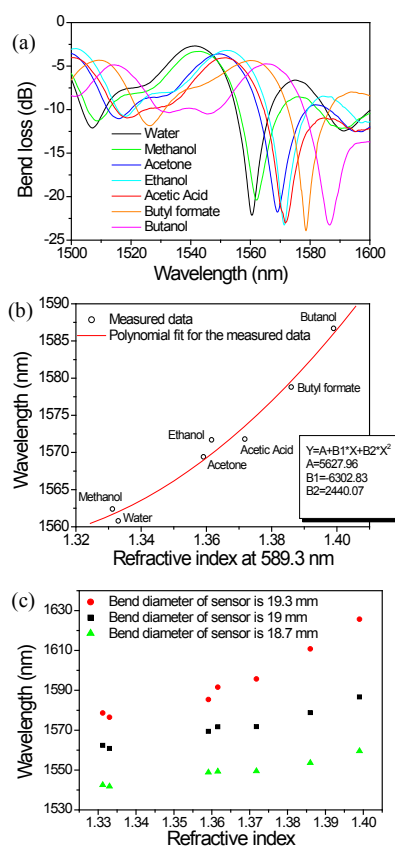 (a)
0
-5
-10
-15
-20
-25
Bend loss (dB)
Water
Methanol
Acetone
Ethanol
Acetic Acid
Butyl formate
Butanol
1500 1520 1540 1560 1580 1600
Wavelength (nm)
(b)
1590
1580
1570
1560
Wavelength (nm)
Measured data
Polynomial fit for the measured data
Butanol
Butyl formate
Ethanol
Acetic Acid
Acetone
Methanol
Water
Y=A+B1*X+B2*X²
A=5627.96
B1=-6302.83
B2=2440.07
1.32 1.34 1.36 1.38 1.40
Refractive index at 589.3 nm
(c)
1630
1610
1590
1570
1550
1530
Wavelength (nm)
Bend diameter of sensor is 19.3 mm
Bend diameter of sensor is 19 mm
Bend diameter of sensor is 18.7 mm
1.33 1.34 1.35 1.36 1.37 1.38 1.39 1.40
Refractive index